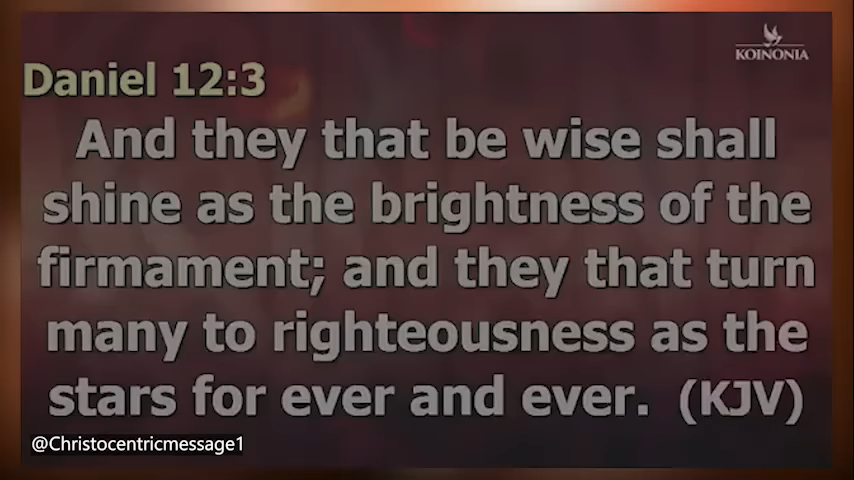 KOINONIA
Daniel 12:3
And they that be wise shall
shine as the brightness of the
firmament; and they that turn
many to righteousness as the
stars for ever and ever. (KJV)
@Christocentricmessage1